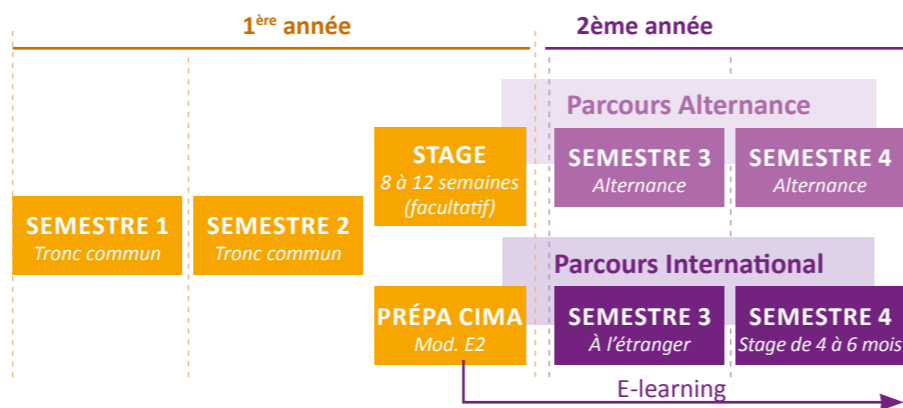 1ère année
2ème année
Parcours Alternance
STAGE
8 à 12 semaines
(facultatif)
SEMESTRE 3
Alternance
SEMESTRE 4
Alternance
SEMESTRE 1
Tronc commun
SEMESTRE 2
Tronc commun
Parcours International
PRÉPA CIMA
Mod. E2
SEMESTRE 3
À l'étranger
SEMESTRE 4
Stage de 4 à 6 mois
E-learning